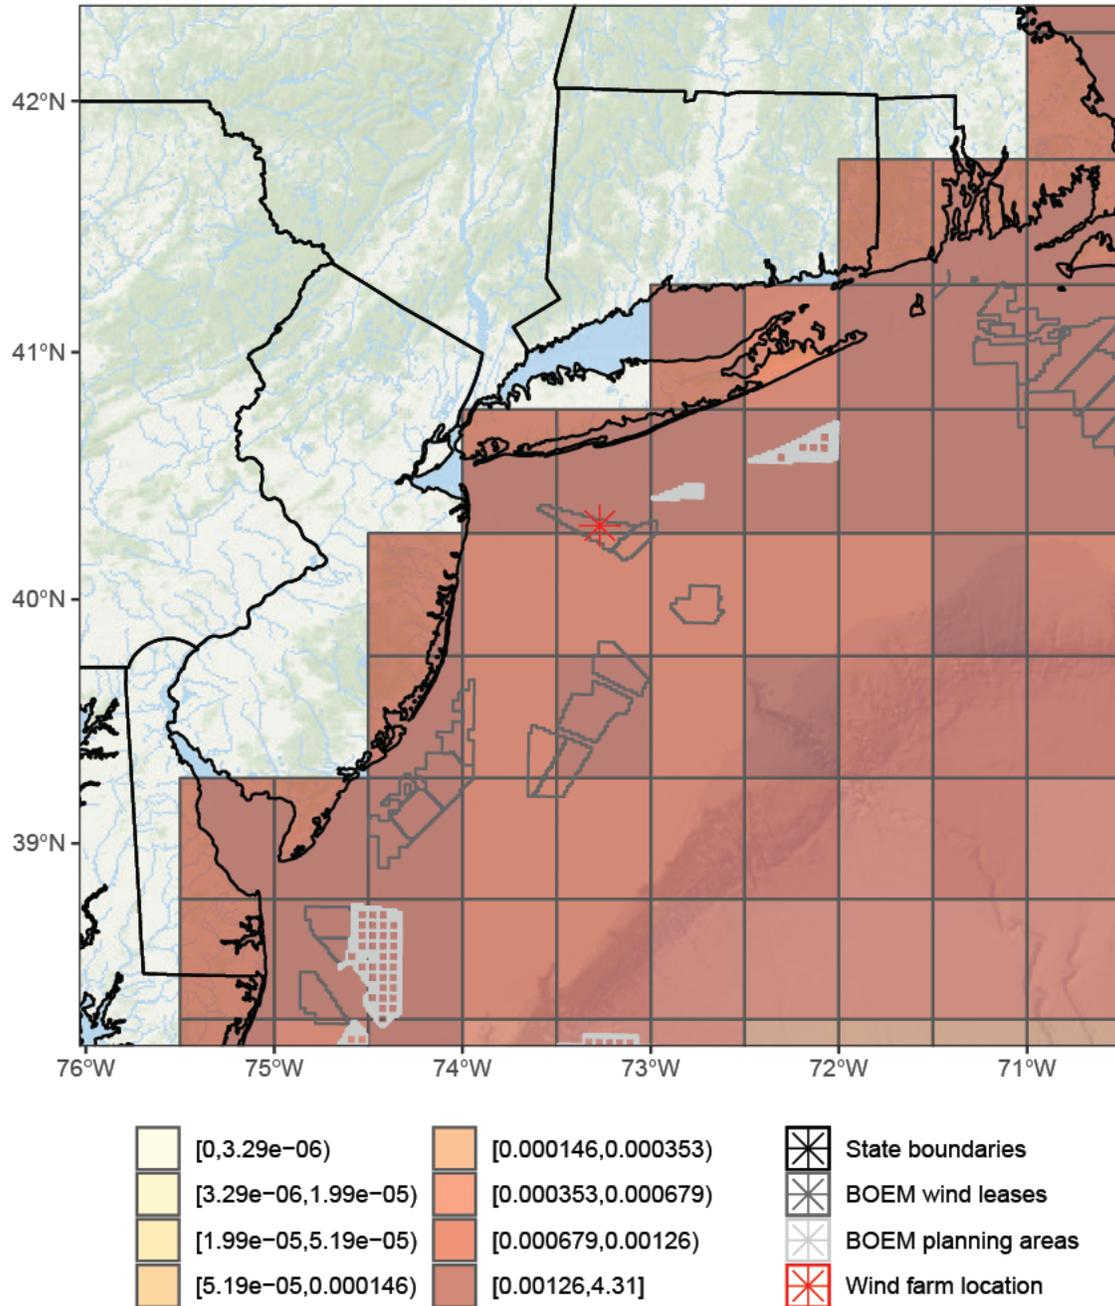 42°N
41°N
40°N
39°N
76°W 75°W 74°W 73°W 72°W 71°W
[0,3.29e−06)
[3.29e−06,1.99e−05)
[1.99e−05,5.19e−05)
[5.19e−05,0.000146)
[0.000146,0.000353)
[0.000353,0.000679)
[0.000679,0.00126)
[0.00126,4.31]
State boundaries
BOEM wind leases
BOEM planning areas
Wind farm location